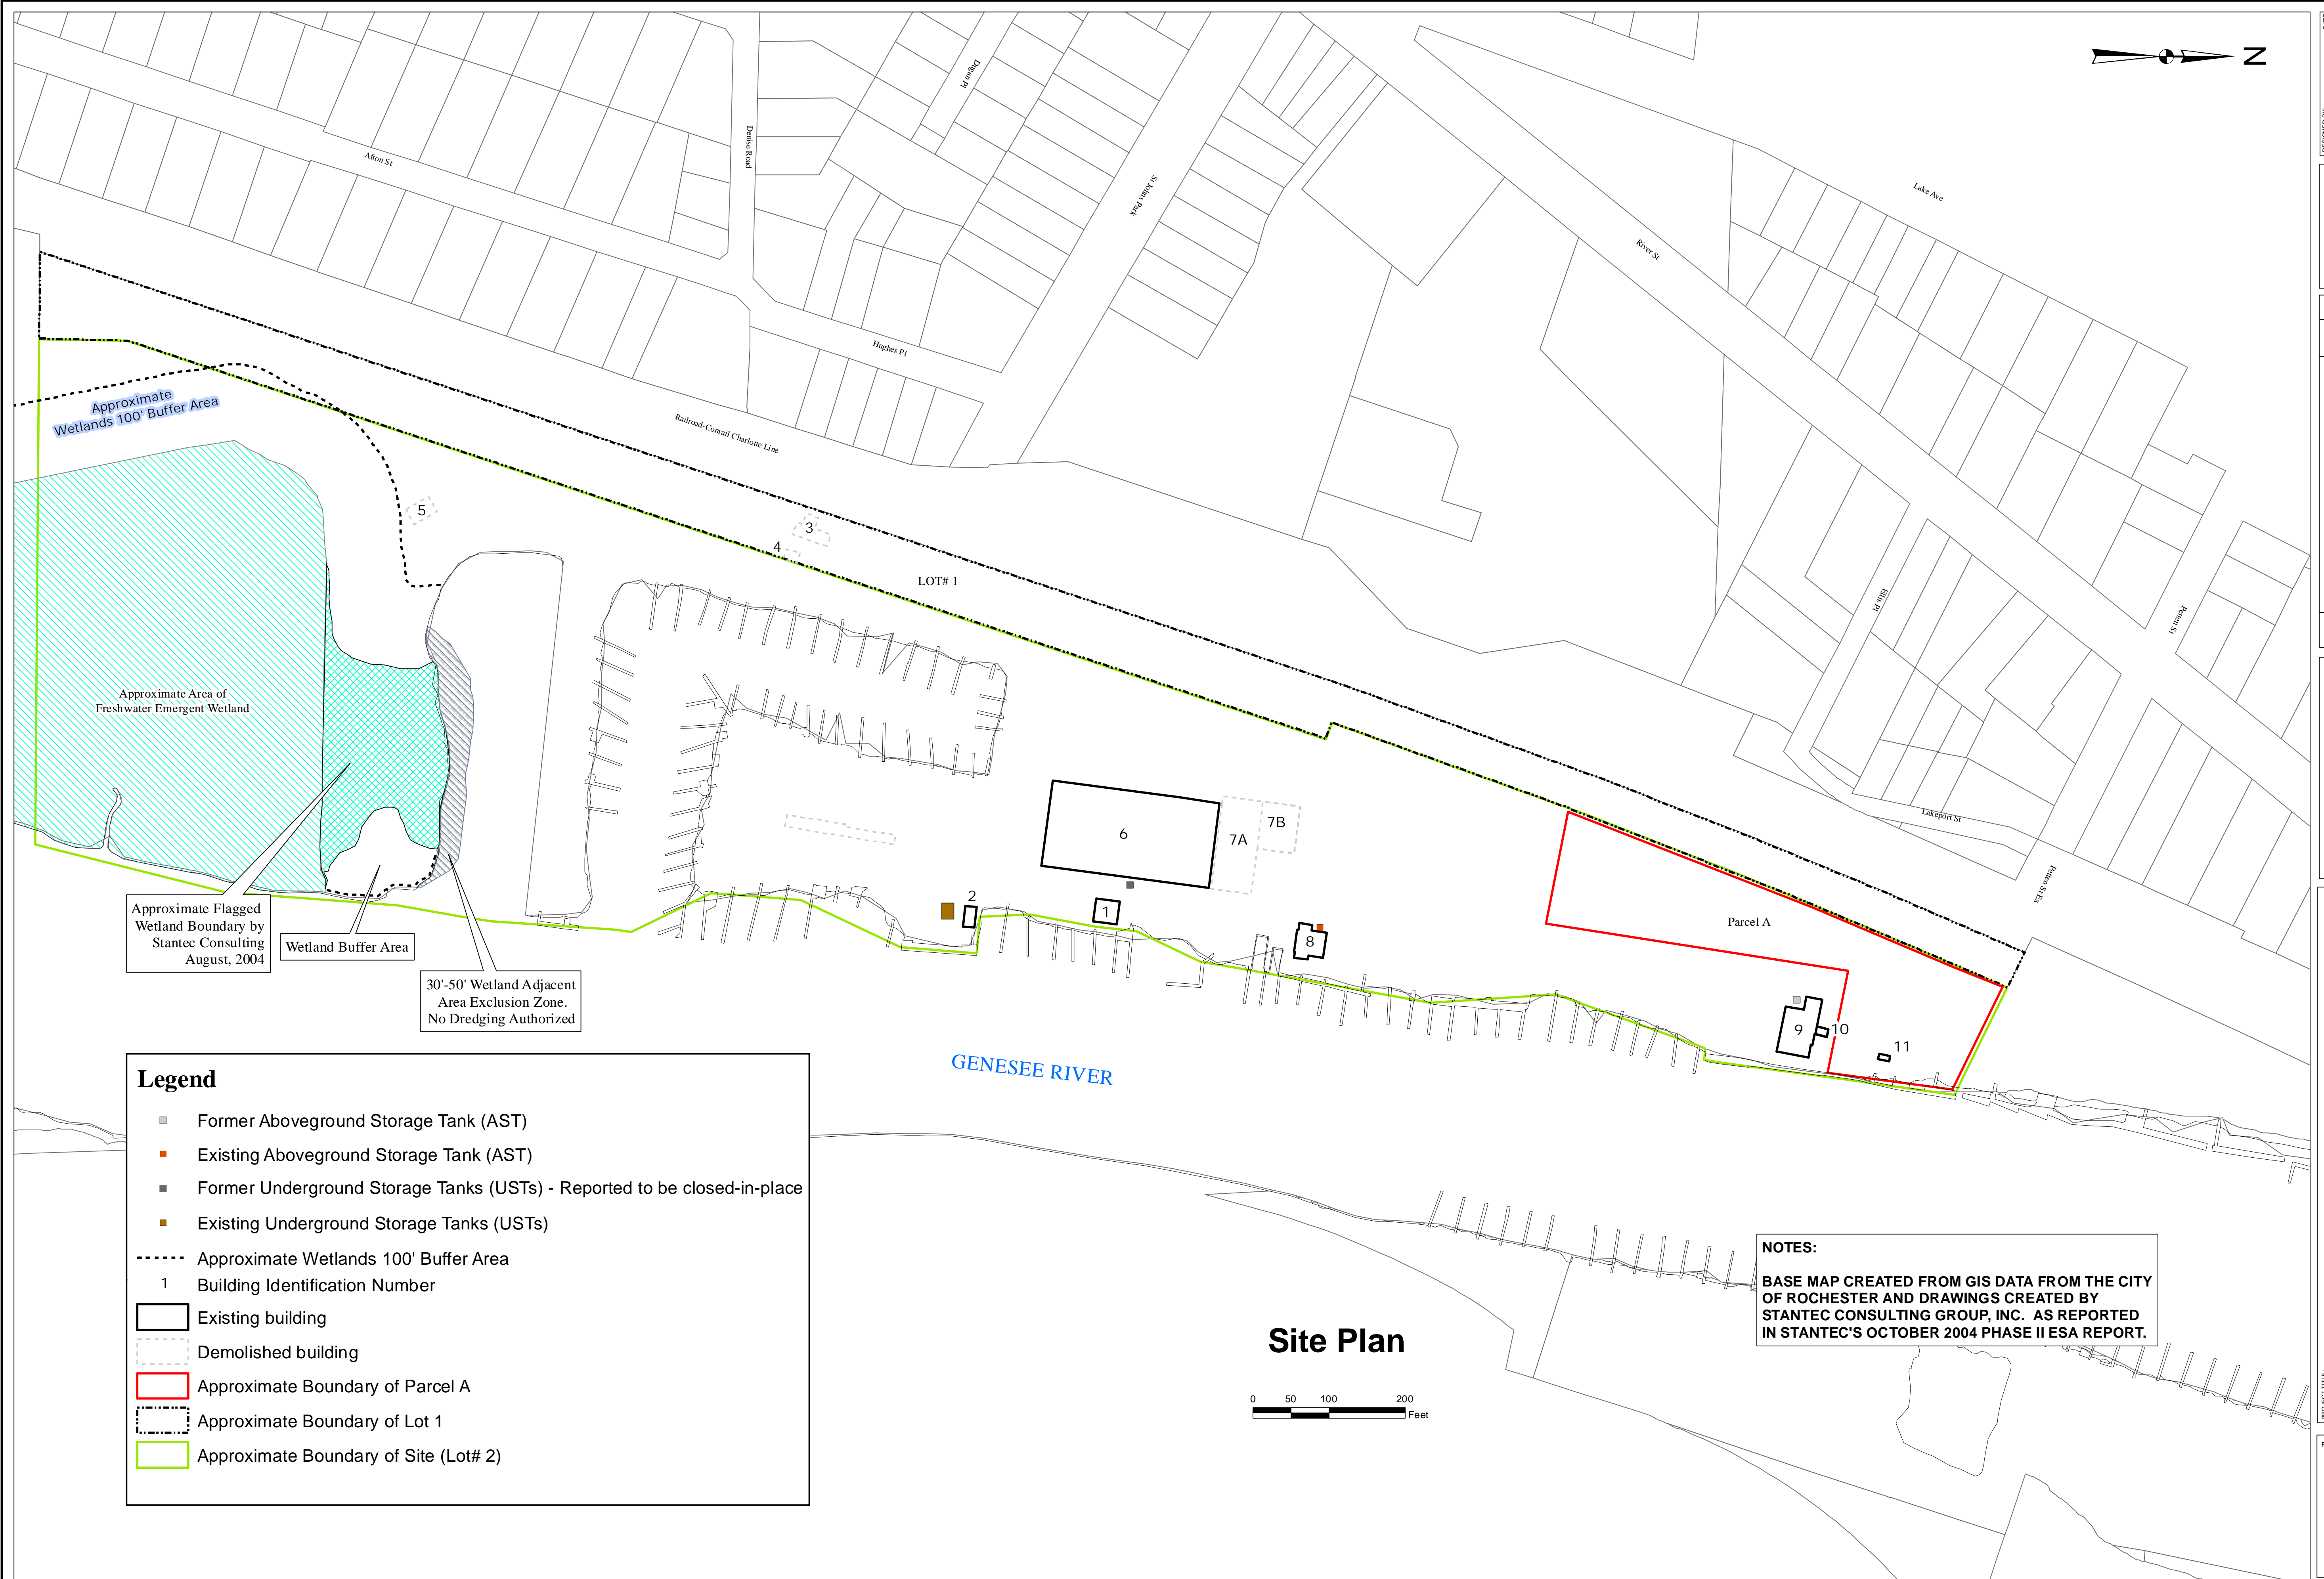 N
Dugan Pl
Denise Road
Afton St
St Johns Park
Lake Ave
River St
Hughes Pl
Approximate
Wetlands 100' Buffer Area
Railroad-Conrail Charlotte Line
5
3
4
LOT# 1
Ellis Pl
Petten St
Approximate Area of
Freshwater Emergent Wetland
6
7A
7B
Lakeport St
Petten St Ex
Parcel A
2
1
8
9
10
11
Approximate Flagged
Wetland Boundary by
Stantec Consulting
August, 2004
Wetland Buffer Area
30'-50' Wetland Adjacent
Area Exclusion Zone.
No Dredging Authorized
GENESEE RIVER
Legend
Former Aboveground Storage Tank (AST)
Existing Aboveground Storage Tank (AST)
Former Underground Storage Tanks (USTs) - Reported to be closed-in-place
Existing Underground Storage Tanks (USTs)
Approximate Wetlands 100' Buffer Area
1 Building Identification Number
Existing building
Demolished building
Approximate Boundary of Parcel A
Approximate Boundary of Lot 1
Approximate Boundary of Site (Lot# 2)
Site Plan
0 50 100 200
Feet
NOTES:
BASE MAP CREATED FROM GIS DATA FROM THE CITY
OF ROCHESTER AND DRAWINGS CREATED BY
STANTEC CONSULTING GROUP, INC. AS REPORTED
IN STANTEC'S OCTOBER 2004 PHASE II ESA REPORT.